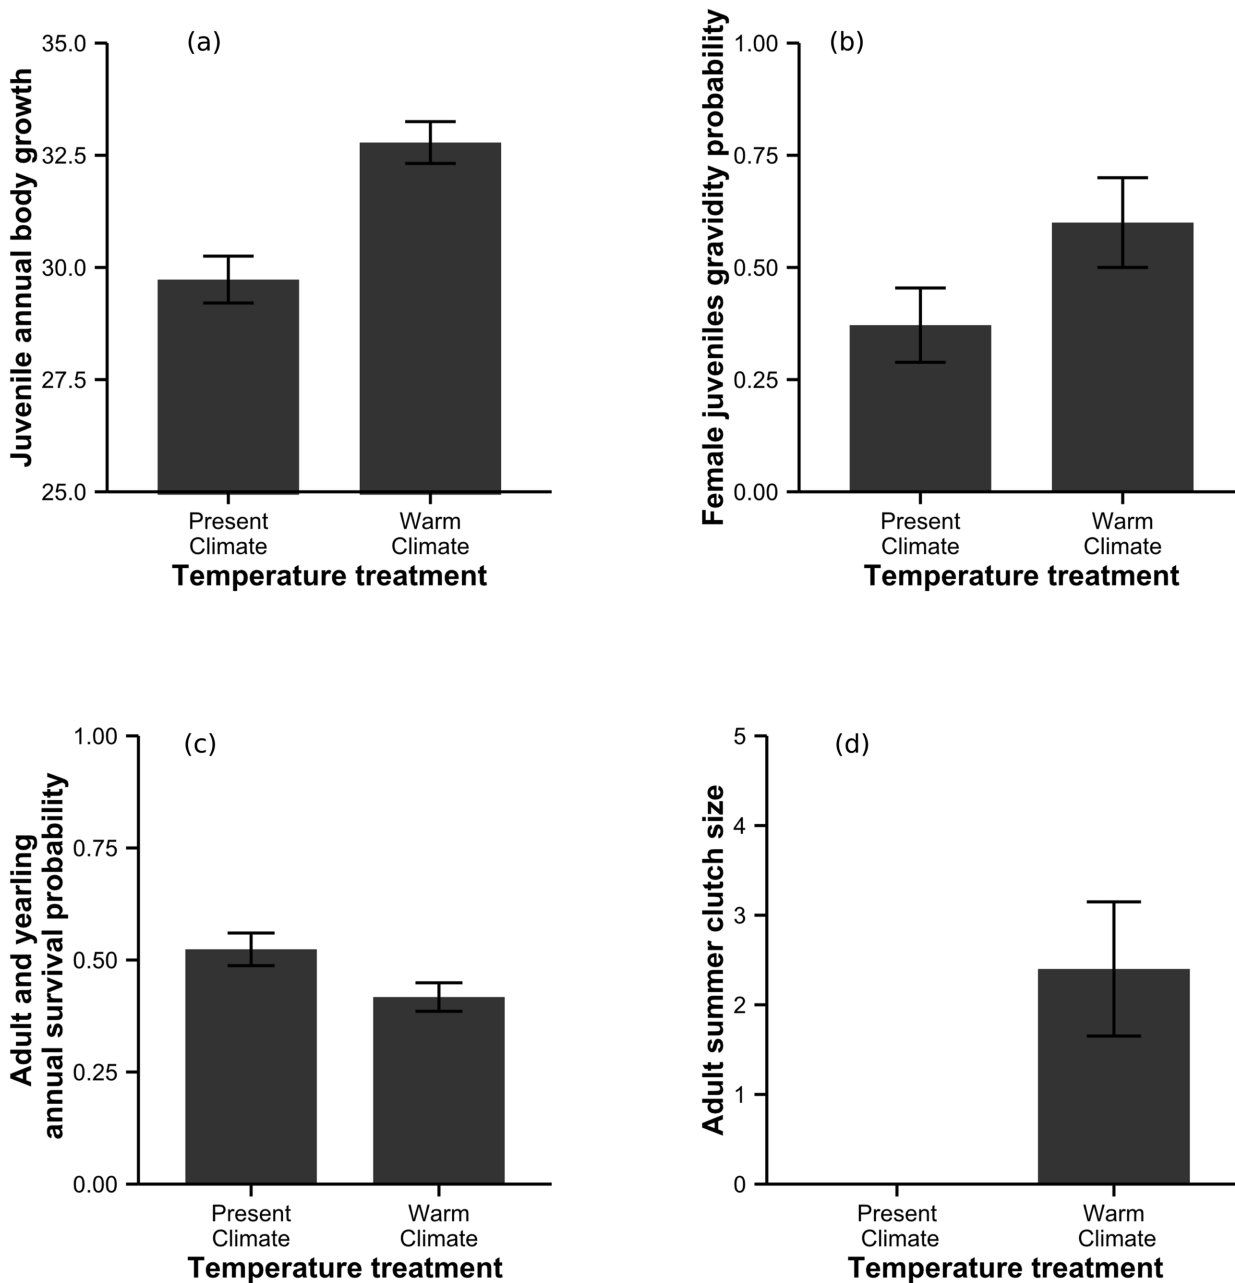 (a)
Juvenile annual body growth
35.0
32.5
30.0
27.5
25.0
Present
Climate
Warm
Climate
Temperature treatment
(b)
Female juveniles gravidity probability
1.00
0.75
0.50
0.25
0.00
Present
Climate
Warm
Climate
Temperature treatment
(c)
Adult and yearling
annual survival probability
1.00
0.75
0.50
0.25
0.00
Present
Climate
Warm
Climate
Temperature treatment
(d)
Adult summer clutch size
5
4
3
2
1
0
Present
Climate
Warm
Climate
Temperature treatment